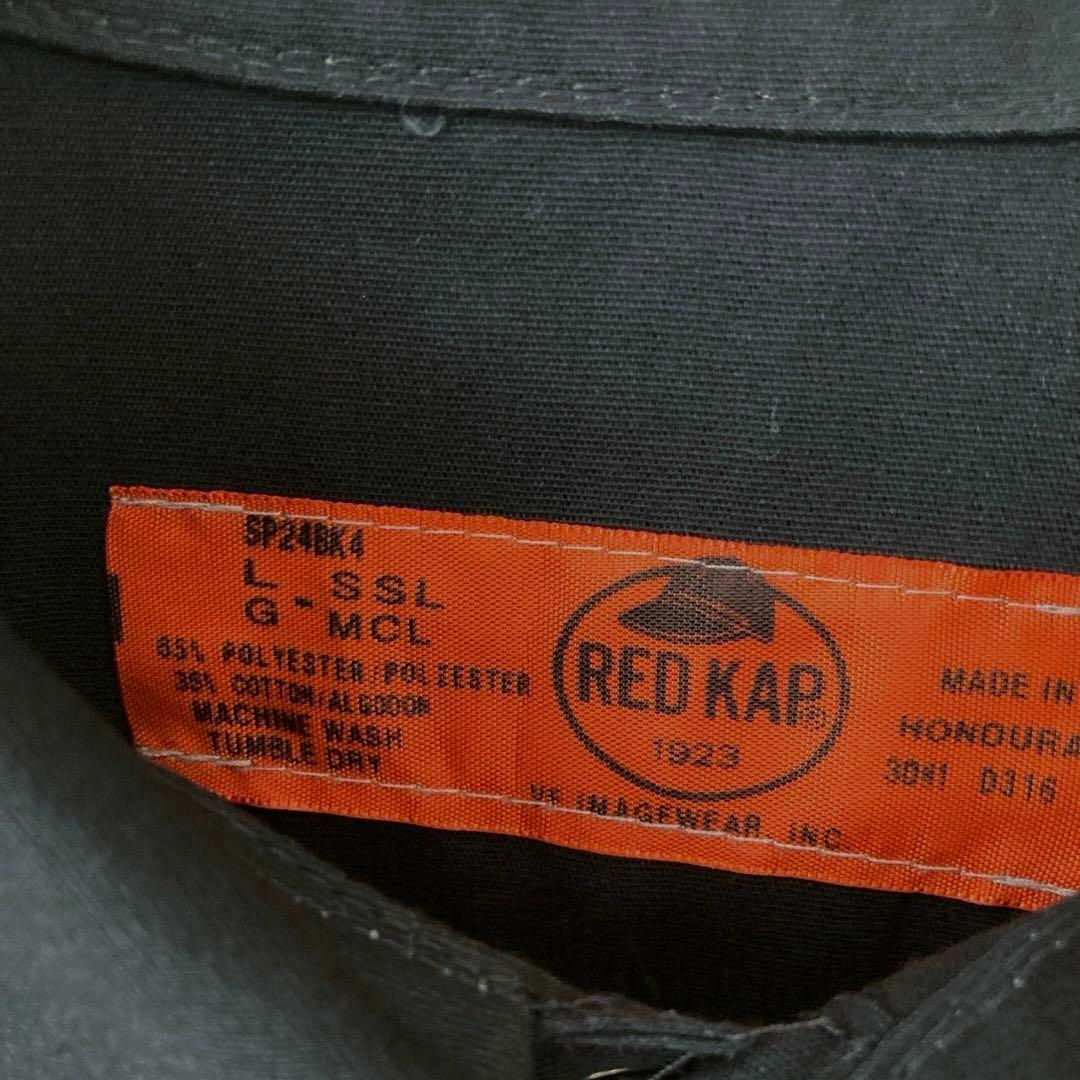 SP24BK4
L - SSL
G - MCL
65% POLYESTER/POLIESTER
35% COTTON/ALGODON
MACHINE WASH
TUMBLE DRY
RED KAP®
1923
VF IMAGEWEAR, INC
MADE IN
HONDURA
D316